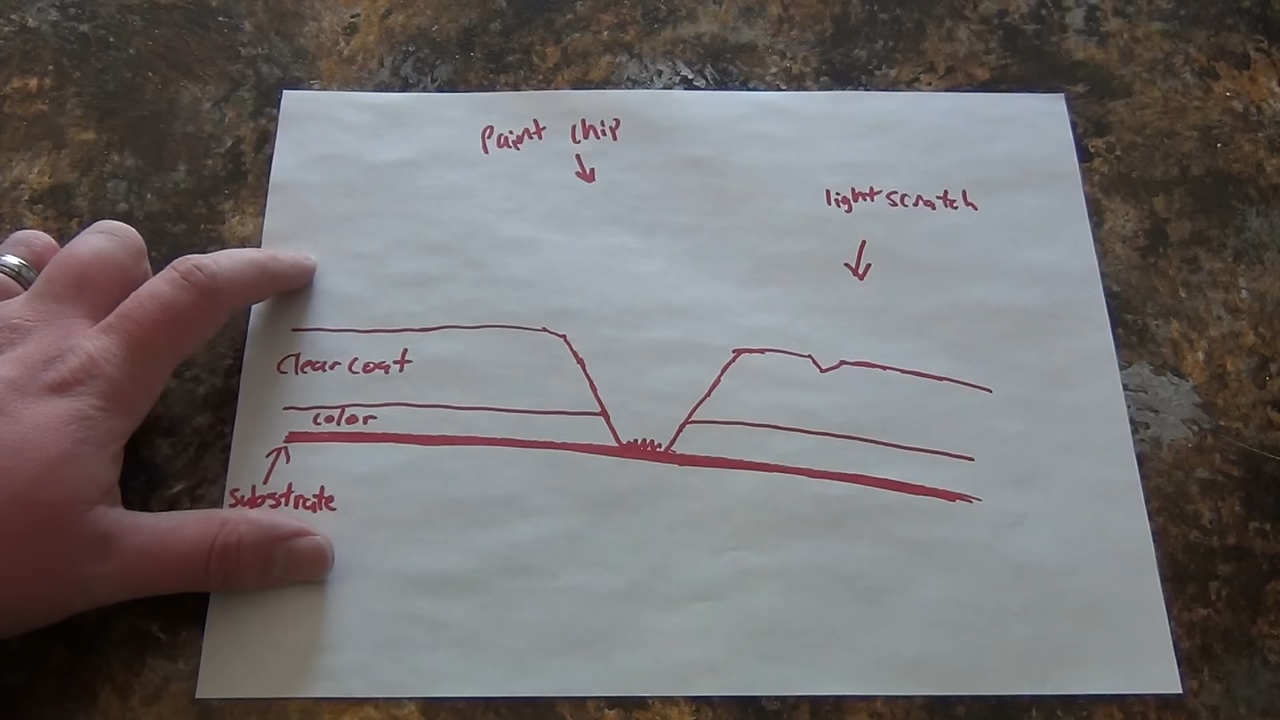 paint chip
light scratch
Clear coat
color
substrate